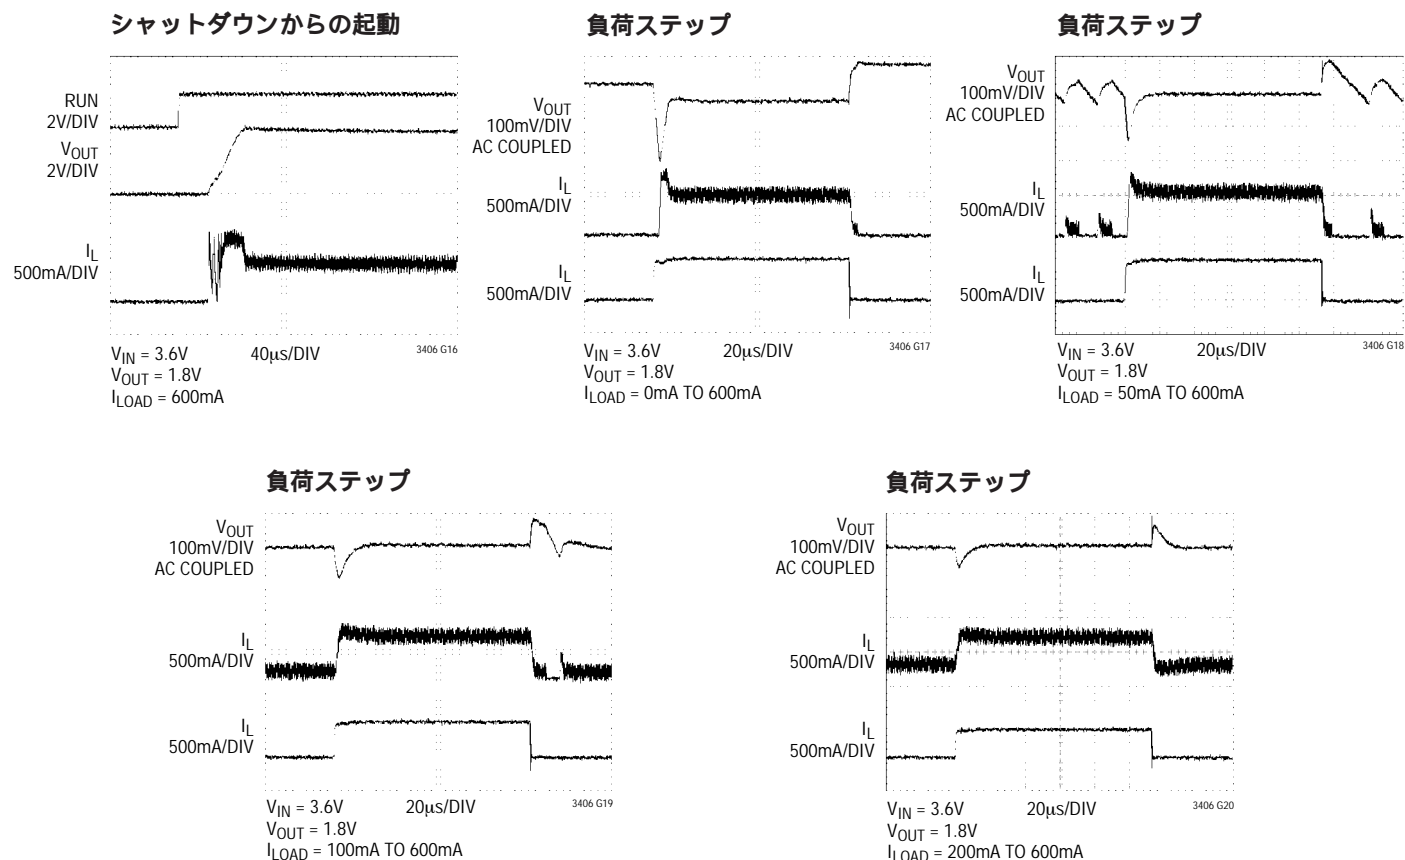 シャットダウンからの起動
RUN
2V/DIV
VOUT
2V/DIV
IL
500mA/DIV
VIN = 3.6V
VOUT = 1.8V
ILOAD = 600mA
40µs/DIV
3406 G16
負荷ステップ
VOUT
100mV/DIV
AC COUPLED
IL
500mA/DIV
IL
500mA/DIV
VIN = 3.6V
VOUT = 1.8V
ILOAD = 0mA TO 600mA
20µs/DIV
3406 G17
負荷ステップ
VOUT
100mV/DIV
AC COUPLED
IL
500mA/DIV
IL
500mA/DIV
VIN = 3.6V
VOUT = 1.8V
ILOAD = 50mA TO 600mA
20µs/DIV
3406 G18
負荷ステップ
VOUT
100mV/DIV
AC COUPLED
IL
500mA/DIV
IL
500mA/DIV
VIN = 3.6V
VOUT = 1.8V
ILOAD = 100mA TO 600mA
20µs/DIV
3406 G19
負荷ステップ
VOUT
100mV/DIV
AC COUPLED
IL
500mA/DIV
IL
500mA/DIV
VIN = 3.6V
VOUT = 1.8V
ILOAD = 200mA TO 600mA
20µs/DIV
3406 G20